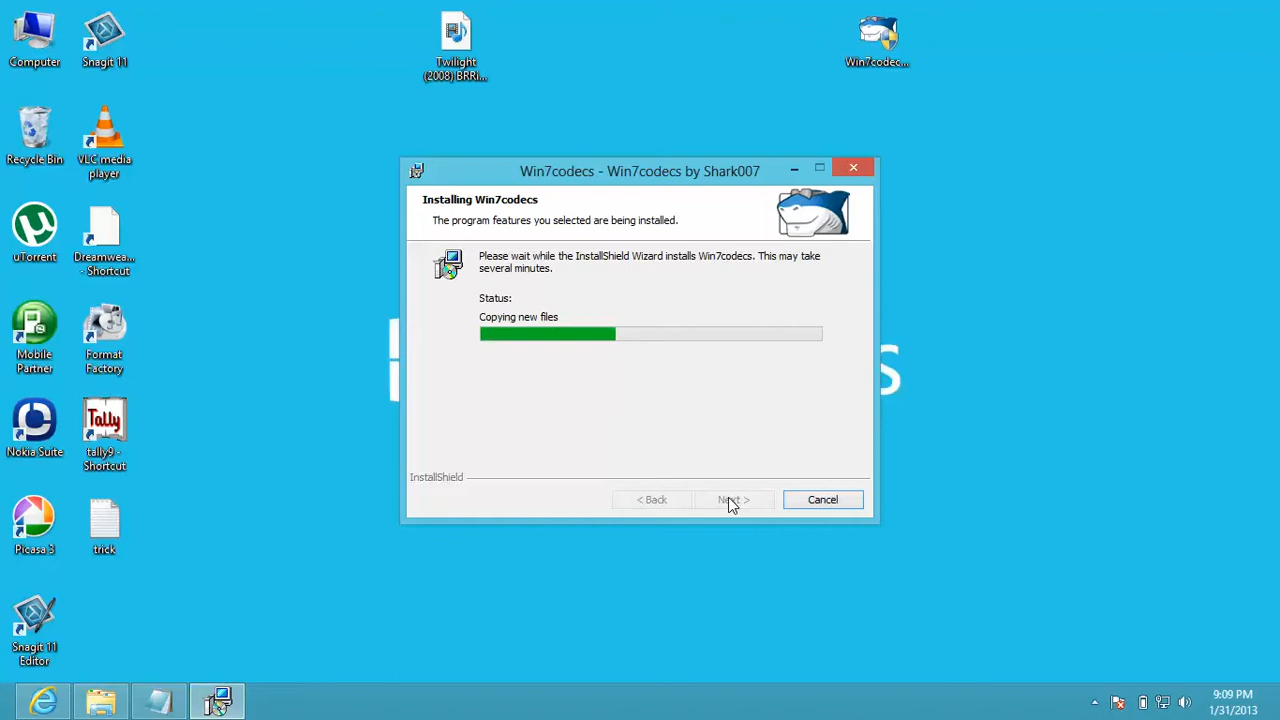 Computer
Snagit 11
Twilight
(2008) BRRi...
Win7codec...
Recycle Bin
VLC media
player
Win7codecs - Win7codecs by Shark007
Installing Win7codecs
The program features you selected are being installed.
Please wait while the InstallShield Wizard installs Win7codecs. This may take
several minutes.
Status:
Copying new files
InstallShield
< Back
Next >
Cancel
uTorrent
Dreamwea...
- Shortcut
Mobile
Partner
Format
Factory
Nokia Suite
Tally
tally9 -
Shortcut
Picasa 3
trick
Snagit 11
Editor
S
9:09 PM
1/31/2013